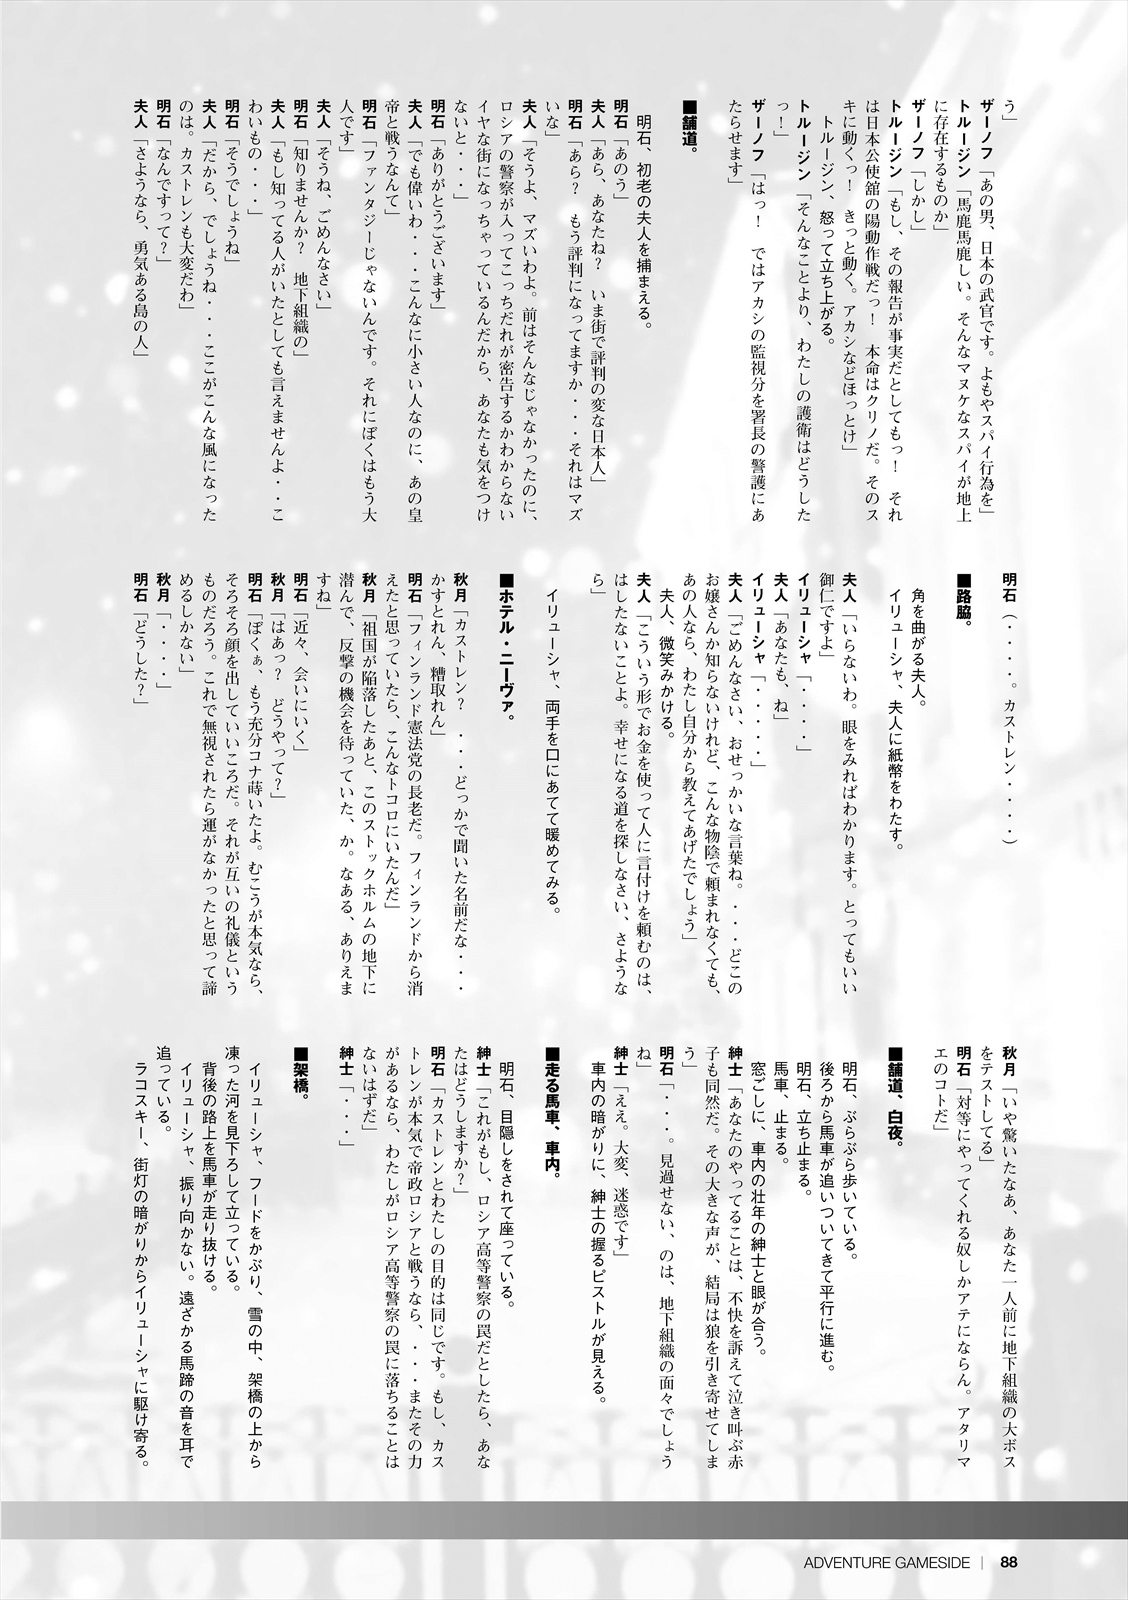 う」
ザーノフ「あの男、日本の武官です。よもやスパイ行為を」
トルージン「馬鹿馬鹿しい。そんなマヌケなスパイが地上
に存在するものか」
ザーノフ「しかし」
トルージン「もし、その報告が事実だとしてもっ！　それ
は日本公使舘の陽動作戦だっ！　本命はクリノだ。そのス
キに動くっ！　きっと動く。アカシなどほっとけ」
トルージン、怒って立ち上がる。
トルージン「そんなことより、わたしの護衛はどうした
っ！」
ザーノフ「はっ！　ではアカシの監視分を署長の警護にあ
たらせます」
■舗道。
明石、初老の夫人を捕まえる。
明石「あのう」
夫人「あら、あなたね？　いま街で評判の変な日本人」
明石「あら？　もう評判になってますか・・・それはマズ
いな」
夫人「そうよ、マズいわよ。前はそんなじゃなかったのに、
ロシアの警察が入ってこっちだれが密告するかわからない
イヤな街になっちゃっているんだから、あなたも気をつけ
ないと・・・」
明石「ありがとうございます」
夫人「でも偉いわ・・・こんなに小さい人なのに、あの皇
帝と戦うなんて」
明石「ファンタジーじゃないんです。それにぼくはもう大
人です」
夫人「そうね、ごめんなさい」
明石「知りませんか？　地下組織の」
夫人「もし知ってる人がいたとしても言えませんよ・・こ
わいもの・・・」
明石「そうでしょうね」
夫人「だから、でしょうね・・・ここがこんな風になった
のは。カストレンも大変だわ」
明石「なんですって？」
夫人「さようなら、勇気ある島の人」
明石（・・・・。カストレン・・・・）
■路脇。
角を曲がる夫人。
イリューシャ、夫人に紙幣をわたす。
夫人「いらないわ。眼をみればわかります。とってもいい
御仁ですよ」
イリューシャ「・・・・」
夫人「あなたも、ね」
イリューシャ「・・・・・」
夫人「ごめんなさい、おせっかいな言葉ね。・・・どこの
お嬢さんか知らないけれど、こんな物陰で頼まれなくても、
あの人なら、わたし自分から教えてあげたでしょう」
夫人、微笑みかける。
夫人「こういう形でお金を使って人に言付けを頼むのは、
はしたないことよ。幸せになる道を探しなさい、さような
ら」
イリューシャ、両手を口にあてて暖めてみる。
■ホテル・ニーヴァ。
秋月「カストレン？　・・・どっかで聞いた名前だな・・・
かすとれん、糟取れん」
明石「フィンランド憲法党の長老だ。フィンランドから消
えたと思っていたら、こんなトコロにいたんだ」
秋月「祖国が陥落したあと、このストックホルムの地下に
潜んで、反撃の機会を待っていた、か。なある、ありえま
すね」
明石「近々、会いにいく」
秋月「はあっ？　どうやって？」
明石「ぼくぁ、もう充分コナ蒔いたよ。むこうが本気なら、
そろそろ顔を出していいころだ。それが互いの礼儀という
ものだろう。これで無視されたら運がなかったと思って諦
めるしかない」
秋月「・・・・」
明石「どうした？」
秋月「いや驚いたなあ、あなた一人前に地下組織の大ボス
をテストしてる」
明石「対等にやってくれる奴しかアテにならん。アタリマ
エのコトだ」
■舗道、白夜。
明石、ぶらぶら歩いている。
後ろから馬車が追いついてきて平行に進む。
明石、立ち止まる。
馬車、止まる。
窓ごしに、車内の壮年の紳士と眼が合う。
紳士「あなたのやってることは、不快を訴えて泣き叫ぶ赤
子も同然だ。その大きな声が、結局は狼を引き寄せてしま
う」
明石「・・・・。見過せない、のは、地下組織の面々でしょう
ね」
紳士「ええ。大変、迷惑です」
車内の暗がりに、紳士の握るピストルが見える。
■走る馬車、車内。
明石、目隠しをされて座っている。
紳士「これがもし、ロシア高等警察の罠だとしたら、あな
たはどうしますか？」
明石「カストレンとわたしの目的は同じです。もし、カス
トレンが本気で帝政ロシアと戦うなら、・・・またその力
があるなら、わたしがロシア高等警察の罠に落ちることは
ないはずだ」
紳士「・・・・」
■架橋。
イリューシャ、フードをかぶり、雪の中、架橋の上から
凍った河を見下ろして立っている。
背後の路上を馬車が走り抜ける。
イリューシャ、振り向かない。遠ざかる馬蹄の音を耳で
追っている。
ラコスキー、街灯の暗がりからイリューシャに駆け寄る。
ADVENTURE GAMESIDE | 88